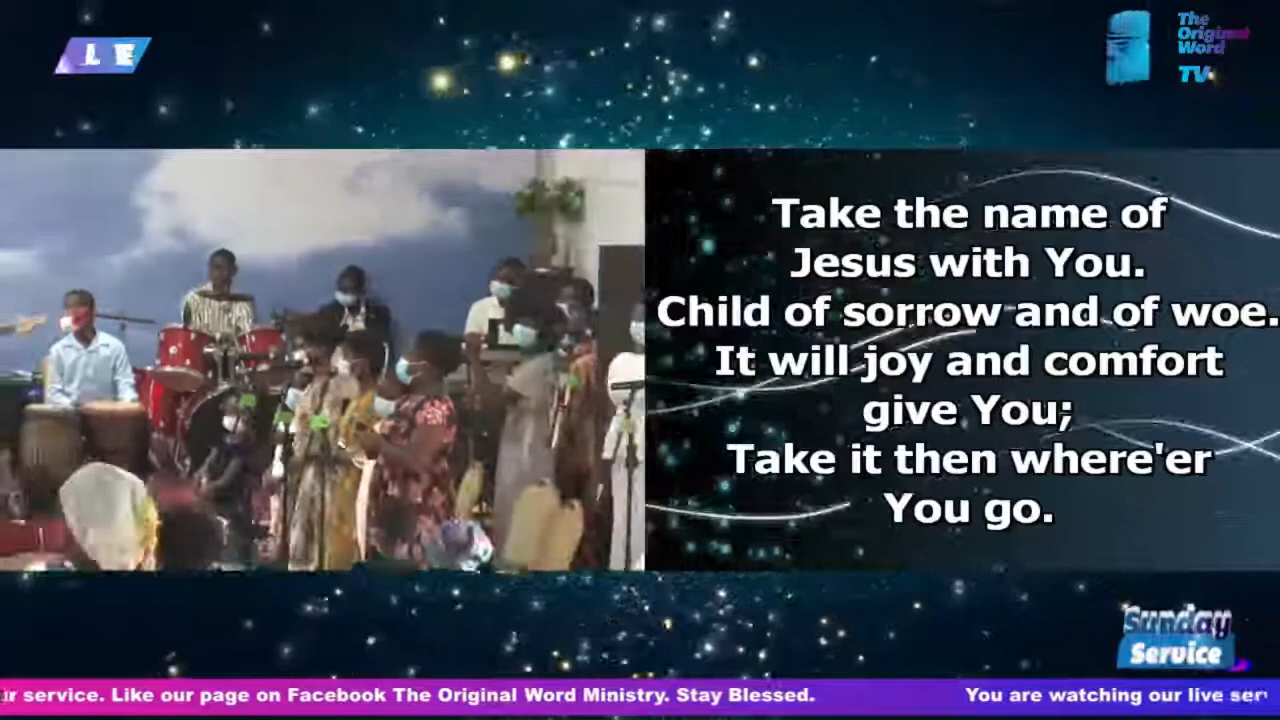 L E
The
Original
Word
TV
Take the name of
Jesus with You.
Child of sorrow and of woe.
It will joy and comfort
give You;
Take it then where'er
You go.
Sunday
Service
service. Like our page on Facebook The Original Word Ministry. Stay Blessed. You are watching our live